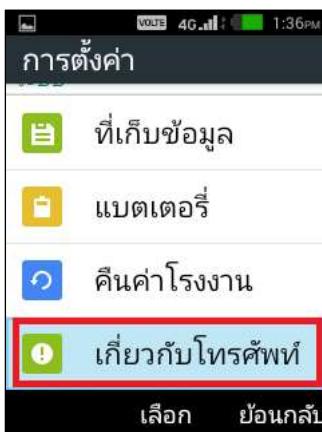 VOLTE 4G 1:36PM
การตั้งค่า
ที่เก็บข้อมูล
แบตเตอรี่
คืนค่าโรงงาน
เกี่ยวกับโทรศัพท์
เลือก ย้อนกลับ